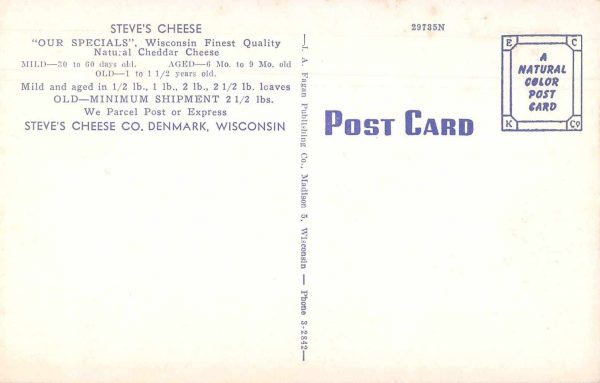 STEVE'S CHEESE
"OUR SPECIALS", Wisconsin Finest Quality
Natural Cheddar Cheese
MILD—30 to 60 days old. AGED—6 Mo. to 9 Mo. old
OLD—1 to 1 1/2 years old.
Mild and aged in 1/2 lb., 1 lb., 2 lb., 2 1/2 lb. loaves
OLD—MINIMUM SHIPMENT 2 1/2 lbs.
We Parcel Post or Express
STEVE'S CHEESE CO. DENMARK, WISCONSIN
—J. A. Fagan Publishing Co., Madison 5, Wisconsin — Phone 3-2842—
29735N
POST CARD
E C
A
NATURAL
COLOR
POST
CARD
K Co